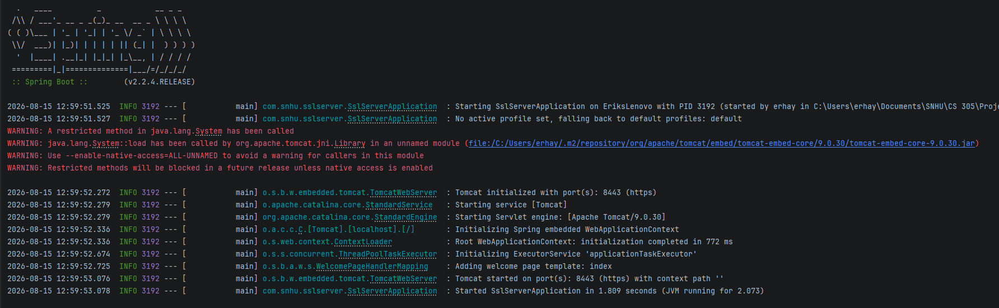 .   ____          _            __ _ _
 /\\ / ___'_ __ _ _(_)_ __  __ _ \ \ \ \
( ( )\___ | '_ | '_| | '_ \/ _` | \ \ \ \
 \\/  ___)| |_)| | | | | || (_| |  ) ) ) )
  '  |____| .__|_| |_|_| |_\__, | / / / /
 =========|_|==============|___/=/_/_/_/
 :: Spring Boot ::        (v2.2.4.RELEASE)
2026-08-15 12:59:51.525  INFO 3192 --- [           main] com.snhu.sslserver.SslServerApplication  : Starting SslServerApplication on EriksLenovo with PID 3192 (started by erhay in C:\Users\erhay\Documents\SNHU\CS 305\Proje
2026-08-15 12:59:51.527  INFO 3192 --- [           main] com.snhu.sslserver.SslServerApplication  : No active profile set, falling back to default profiles: default
WARNING: A restricted method in java.lang.System has been called
WARNING: java.lang.System::load has been called by org.apache.tomcat.jni.Library in an unnamed module (file:/C:/Users/erhay/.m2/repository/org/apache/tomcat/embed/tomcat-embed-core/9.0.30/tomcat-embed-core-9.0.30.jar)
WARNING: Use --enable-native-access=ALL-UNNAMED to avoid a warning for callers in this module
WARNING: Restricted methods will be blocked in a future release unless native access is enabled
2026-08-15 12:59:52.272  INFO 3192 --- [           main] o.s.b.w.embedded.tomcat.TomcatWebServer  : Tomcat initialized with port(s): 8443 (https)
2026-08-15 12:59:52.279  INFO 3192 --- [           main] o.apache.catalina.core.StandardService   : Starting service [Tomcat]
2026-08-15 12:59:52.279  INFO 3192 --- [           main] org.apache.catalina.core.StandardEngine  : Starting Servlet engine: [Apache Tomcat/9.0.30]
2026-08-15 12:59:52.336  INFO 3192 --- [           main] o.a.c.c.C.[Tomcat].[localhost].[/]       : Initializing Spring embedded WebApplicationContext
2026-08-15 12:59:52.336  INFO 3192 --- [           main] o.s.web.context.ContextLoader            : Root WebApplicationContext: initialization completed in 772 ms
2026-08-15 12:59:52.674  INFO 3192 --- [           main] o.s.s.concurrent.ThreadPoolTaskExecutor  : Initializing ExecutorService 'applicationTaskExecutor'
2026-08-15 12:59:52.725  INFO 3192 --- [           main] o.s.b.a.w.s.WelcomePageHandlerMapping    : Adding welcome page template: index
2026-08-15 12:59:53.076  INFO 3192 --- [           main] o.s.b.w.embedded.tomcat.TomcatWebServer  : Tomcat started on port(s): 8443 (https) with context path ''
2026-08-15 12:59:53.078  INFO 3192 --- [           main] com.snhu.sslserver.SslServerApplication  : Started SslServerApplication in 1.809 seconds (JVM running for 2.073)